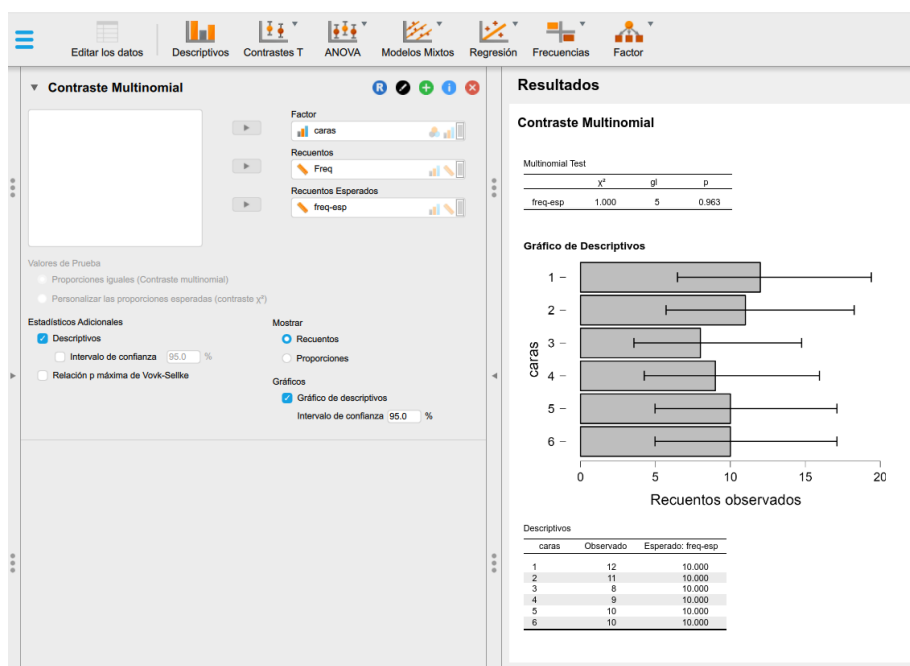 Editar los datos Descriptivos Contrastes T ANOVA Modelos Mixtos Regresión Frecuencias Factor
Contraste Multinomial
R
Factor
caras
Recuentos
Freq
Recuentos Esperados
freq-esp
Valores de Prueba
Proporciones iguales (Contraste multinomial)
Personalizar las proporciones esperadas (contraste χ²)
Estadísticos Adicionales
Descriptivos
Intervalo de confianza 95.0 %
Relación p máxima de Vovk-Sellke
Mostrar
Recuentos
Proporciones
Gráficos
Gráfico de descriptivos
Intervalo de confianza 95.0 %
Resultados
Contraste Multinomial
Multinomial Test
χ² gl p
freq-esp 1.000 5 0.963
Gráfico de Descriptivos
caras
1
2
3
4
5
6
0 5 10 15 20
Recuentos observados
Descriptivos
caras Observado Esperado: freq-esp
1 12 10.000
2 11 10.000
3 8 10.000
4 9 10.000
5 10 10.000
6 10 10.000